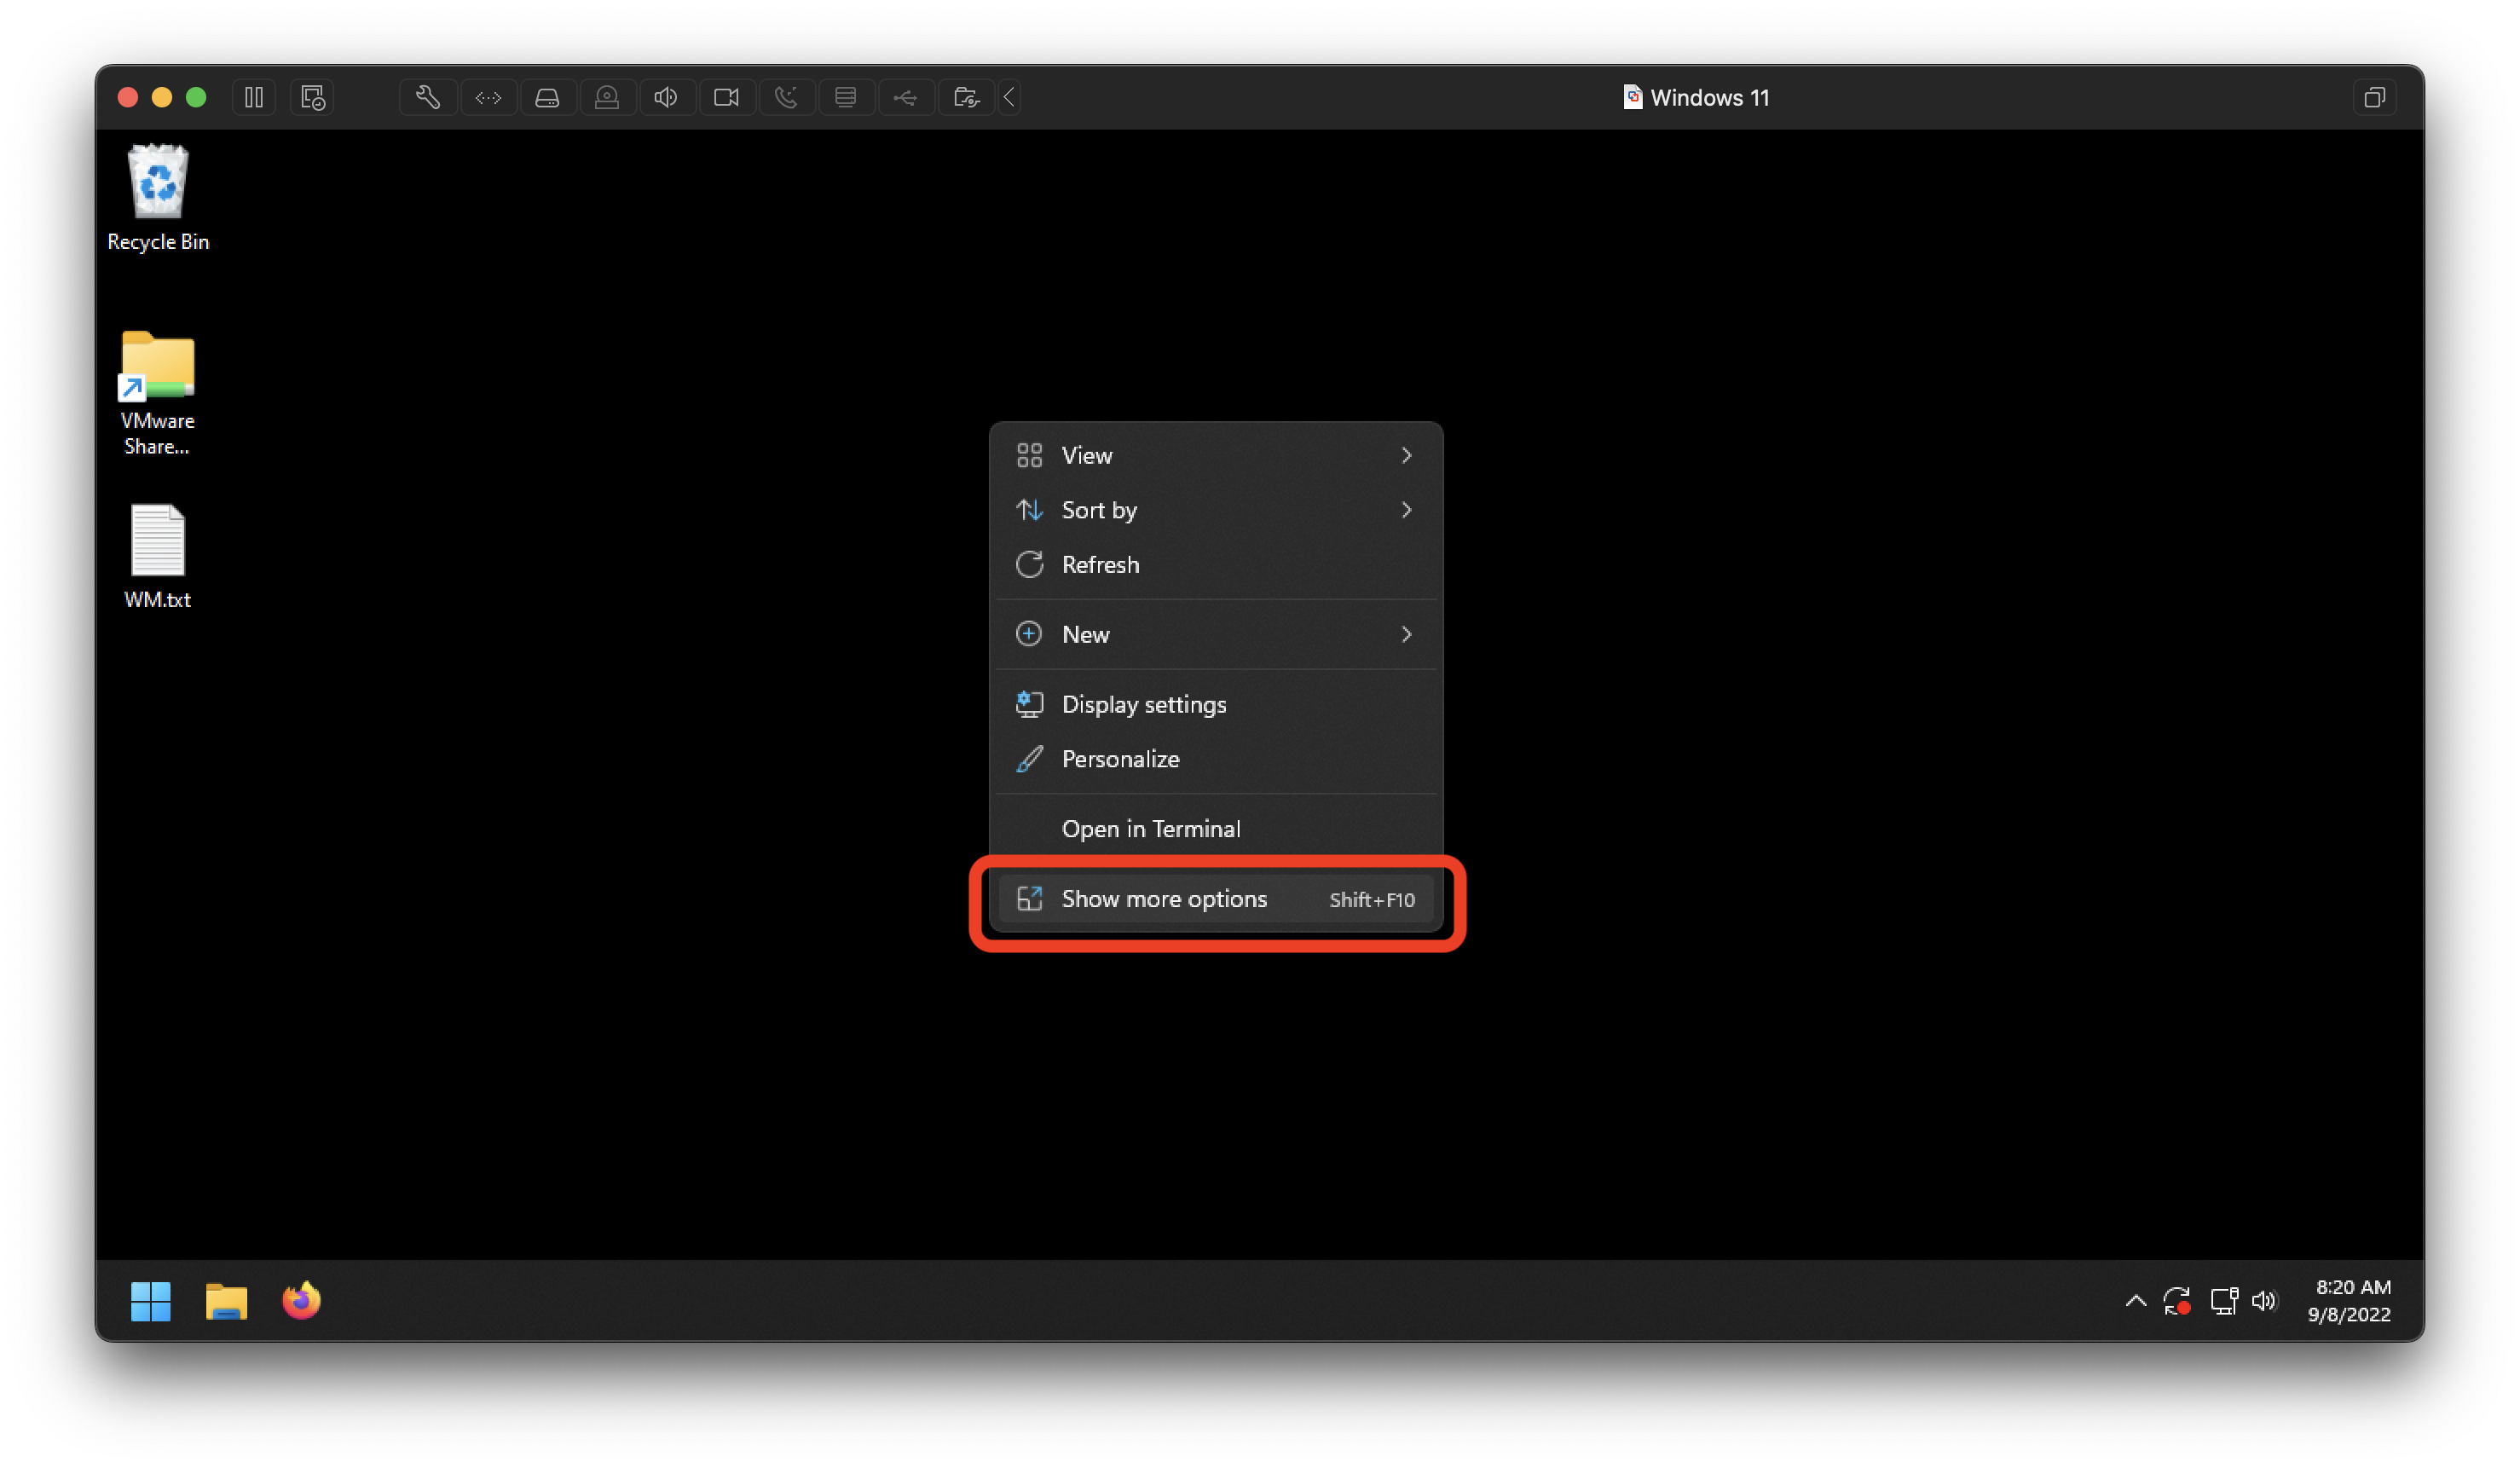 Windows 11
Recycle Bin
VMware
Share...
WM.txt
View
Sort by
Refresh
New
Display settings
Personalize
Open in Terminal
Show more options Shift+F10
8:20 AM
9/8/2022